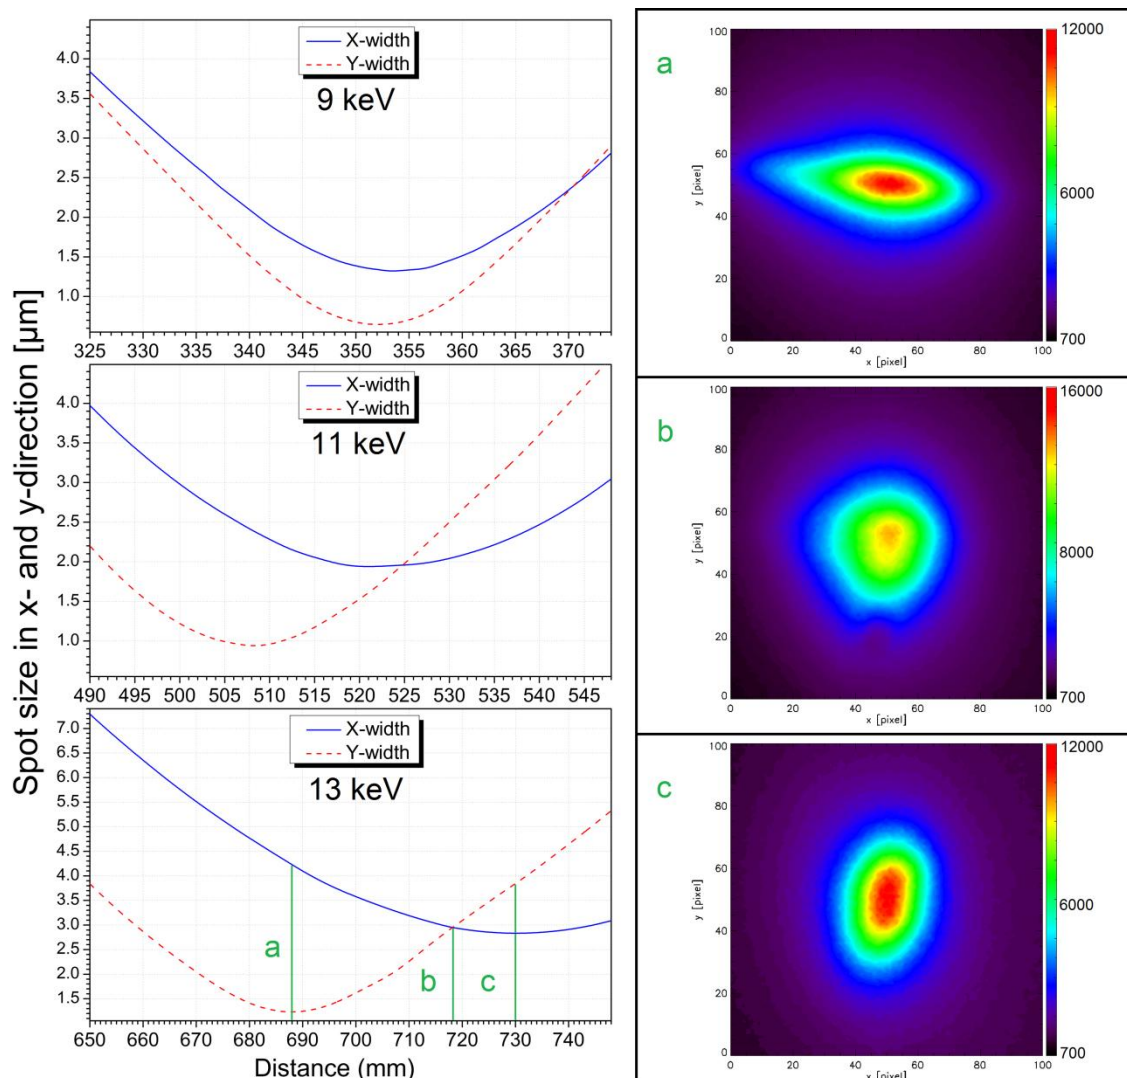 Spot size in x- and y-direction [µm]
X-width
Y-width
9 keV
4.0
3.5
3.0
2.5
2.0
1.5
1.0
325 330 335 340 345 350 355 360 365 370
X-width
Y-width
11 keV
4.0
3.5
3.0
2.5
2.0
1.5
1.0
490 495 500 505 510 515 520 525 530 535 540 545
X-width
Y-width
13 keV
7.0
6.5
6.0
5.5
5.0
4.5
4.0
3.5
3.0
2.5
2.0
1.5
a
b
c
650 660 670 680 690 700 710 720 730 740
Distance (mm)
a
100
80
60
40
20
0
y [pixel]
0 20 40 60 80 100
x [pixel]
12000
6000
700
b
100
80
60
40
20
0
y [pixel]
0 20 40 60 80 100
x [pixel]
16000
8000
700
c
100
80
60
40
20
0
y [pixel]
0 20 40 60 80 100
x [pixel]
12000
6000
700